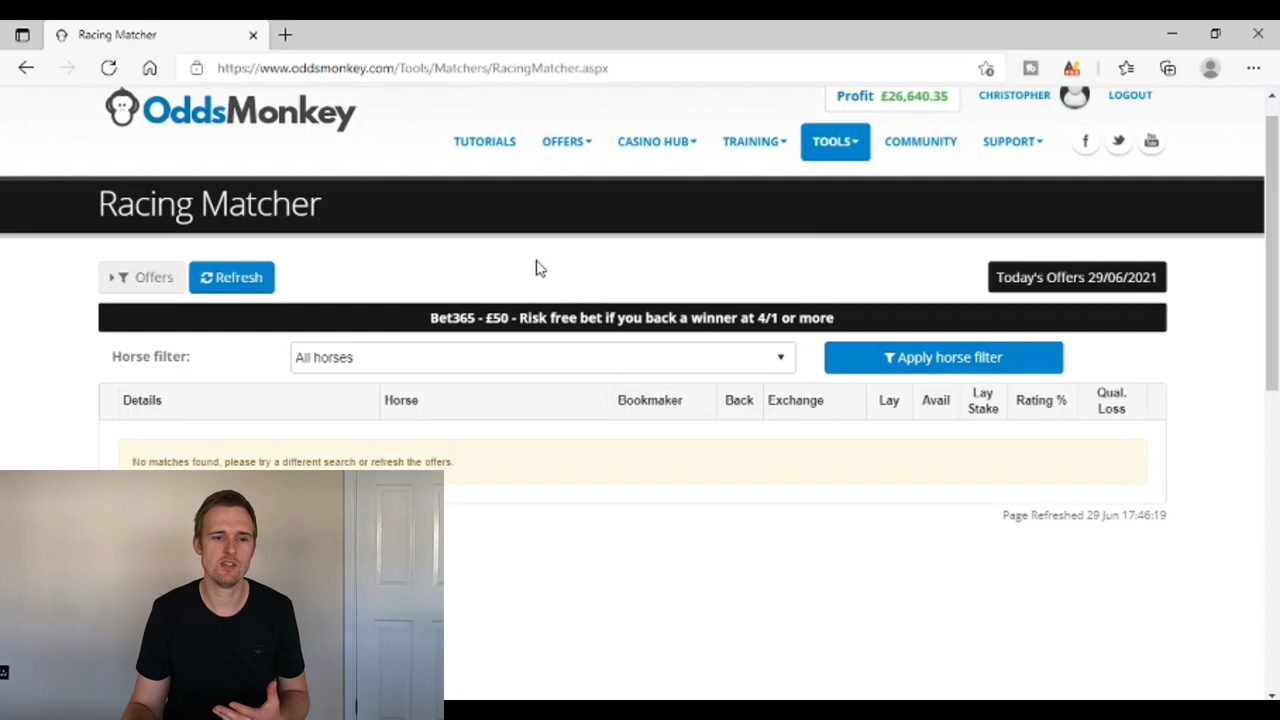 Racing Matcher
https://www.oddsmonkey.com/Tools/Matchers/RacingMatcher.aspx
OddsMonkey
Profit £26,640.35
CHRISTOPHER
LOGOUT
TUTORIALS OFFERS CASINO HUB TRAINING TOOLS COMMUNITY SUPPORT
Racing Matcher
Offers Refresh
Today's Offers 29/06/2021
Bet365 - £50 - Risk free bet if you back a winner at 4/1 or more
Horse filter:
All horses
Apply horse filter
Details Horse Bookmaker Back Exchange Lay Avail Lay Stake Rating % Qual. Loss
No matches found, please try a different search or refresh the offers.
Page Refreshed 29 Jun 17:46:19